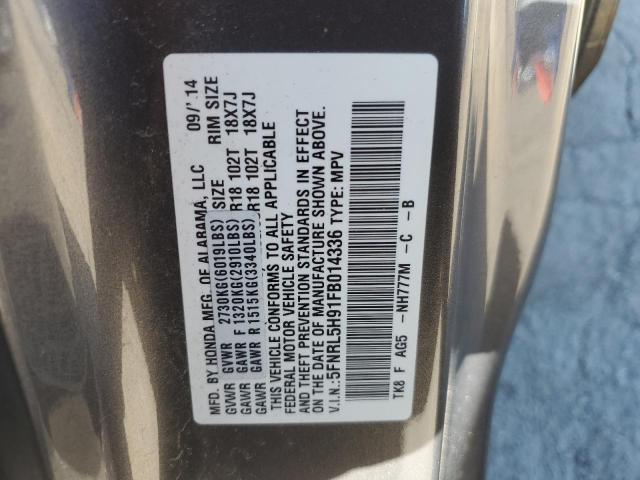 MFD. BY HONDA MFG. OF ALABAMA, LLC 09/'14
GVWR 2730KG(6019LBS) SIZE RIM SIZE
GAWR F 1320KG(2910LBS) R18 102T 18X7J
GAWR R 1515KG(3340LBS) R18 102T 18X7J
THIS VEHICLE CONFORMS TO ALL APPLICABLE
FEDERAL MOTOR VEHICLE SAFETY
AND THEFT PREVENTION STANDARDS IN EFFECT
ON THE DATE OF MANUFACTURE SHOWN ABOVE.
V.I.N.:5FNRL5H91FB014336 TYPE: MPV
TK8 F AG5 -NH777M -C -B